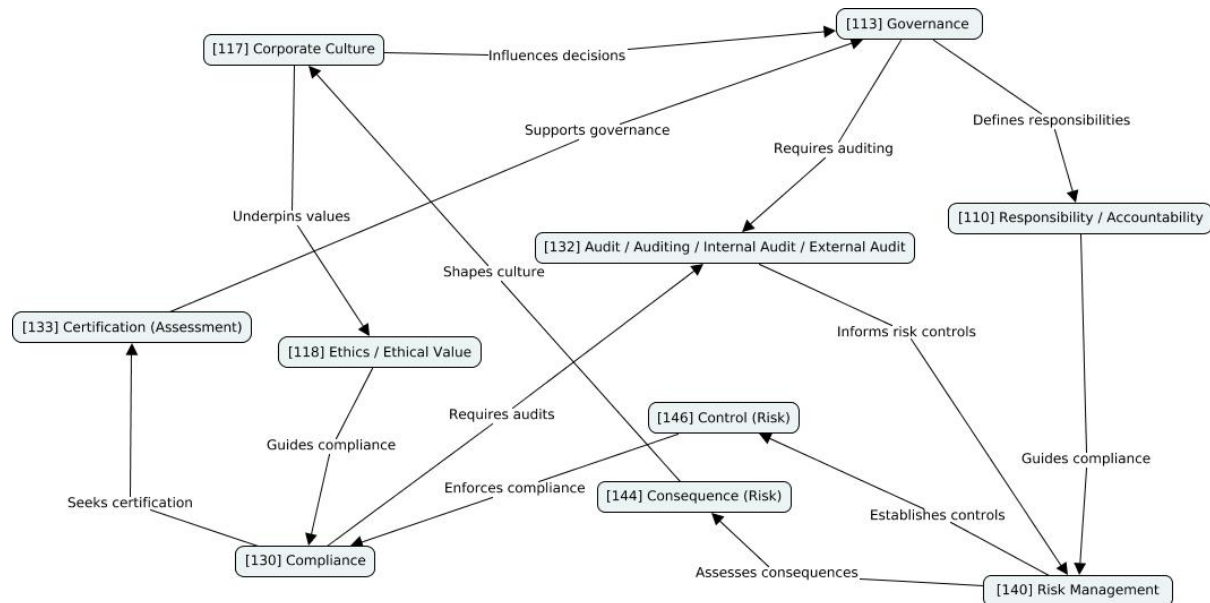 [113] Governance
[117] Corporate Culture
Influences decisions
Defines responsibilities
Supports governance
Requires auditing
[110] Responsibility / Accountability
Underpins values
[132] Audit / Auditing / Internal Audit / External Audit
Shapes culture
[133] Certification (Assessment)
Informs risk controls
[118] Ethics / Ethical Value
Requires audits
[146] Control (Risk)
Guides compliance
Guides compliance
Enforces compliance
[144] Consequence (Risk)
Seeks certification
Establishes controls
[130] Compliance
Assesses consequences
[140] Risk Management